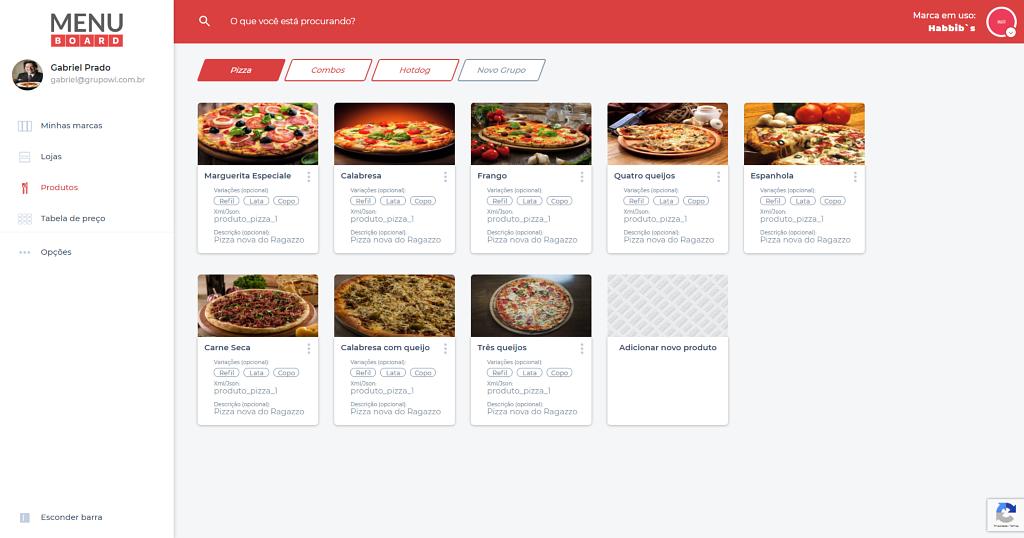 MENU
BOARD
Gabriel Prado
gabriel@grupowi.com.br
Minhas marcas
Lojas
Produtos
Tabela de preço
Opções
Esconder barra
O que você está procurando?
Marca em uso:
Habbib`s
Pizza
Combos
Hotdog
Novo Grupo
Marguerita Especiale
Variações (opcional):
Refil Lata Copo
Xml/Json:
produto_pizza_1
Descrição (opcional):
Pizza nova do Ragazzo
Calabresa
Variações (opcional):
Refil Lata Copo
Xml/Json:
produto_pizza_1
Descrição (opcional):
Pizza nova do Ragazzo
Frango
Variações (opcional):
Refil Lata Copo
Xml/Json:
produto_pizza_1
Descrição (opcional):
Pizza nova do Ragazzo
Quatro queijos
Variações (opcional):
Refil Lata Copo
Xml/Json:
produto_pizza_1
Descrição (opcional):
Pizza nova do Ragazzo
Espanhola
Variações (opcional):
Refil Lata Copo
Xml/Json:
produto_pizza_1
Descrição (opcional):
Pizza nova do Ragazzo
Carne Seca
Variações (opcional):
Refil Lata Copo
Xml/Json:
produto_pizza_1
Descrição (opcional):
Pizza nova do Ragazzo
Calabresa com queijo
Variações (opcional):
Refil Lata Copo
Xml/Json:
produto_pizza_1
Descrição (opcional):
Pizza nova do Ragazzo
Três queijos
Variações (opcional):
Refil Lata Copo
Xml/Json:
produto_pizza_1
Descrição (opcional):
Pizza nova do Ragazzo
Adicionar novo produto